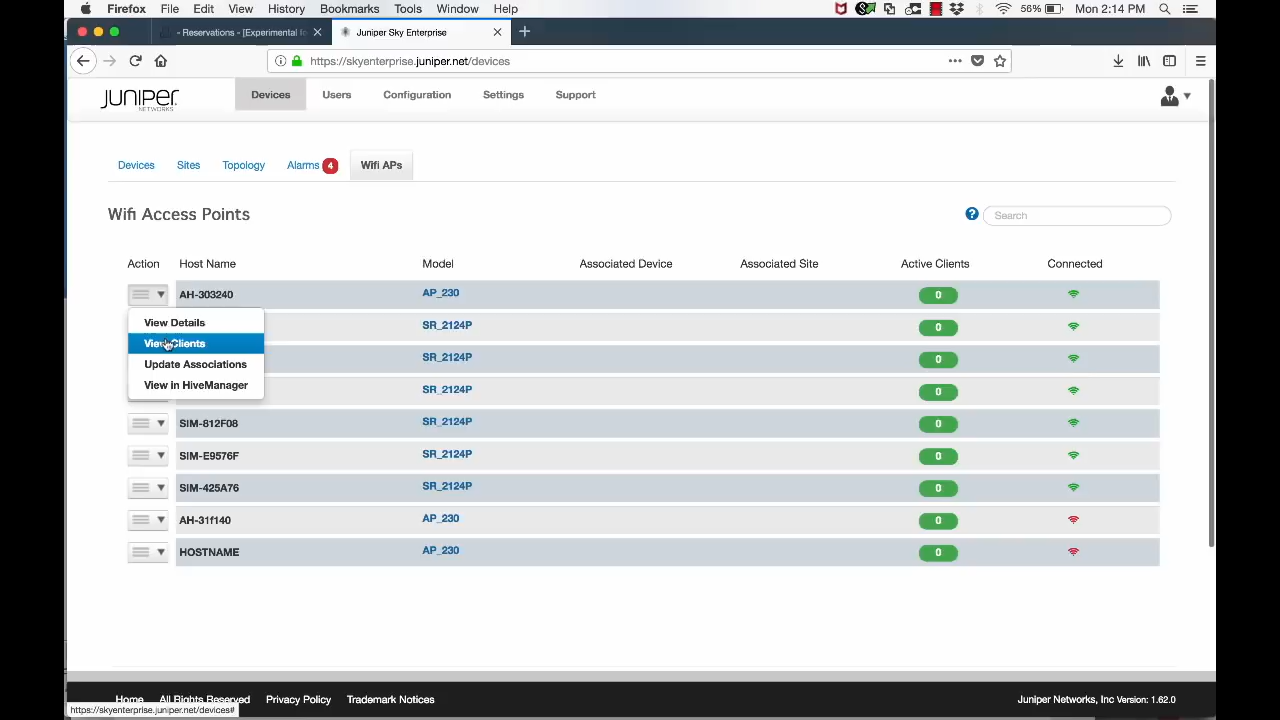 Firefox File Edit View History Bookmarks Tools Window Help 56% Mon 2:14 PM
- Reservations - [Experimental
Juniper Sky Enterprise
https://skyenterprise.juniper.net/devices
JUNIPER
NETWORKS
Devices Users Configuration Settings Support
Devices Sites Topology Alarms 4 Wifi APs
Wifi Access Points
? Search
Action Host Name Model Associated Device Associated Site Active Clients Connected
AH-303240 AP_230 0
View Details
SR_2124P 0
View Clients
SR_2124P 0
Update Associations
View in HiveManager
SR_2124P 0
SIM-812F08 SR_2124P 0
SIM-E9576F SR_2124P 0
SIM-425A76 SR_2124P 0
AH-31f140 AP_230 0
HOSTNAME AP_230 0
Home All Rights Reserved Privacy Policy Trademark Notices Juniper Networks, Inc Version: 1.62.0
https://skyenterprise.juniper.net/devices#